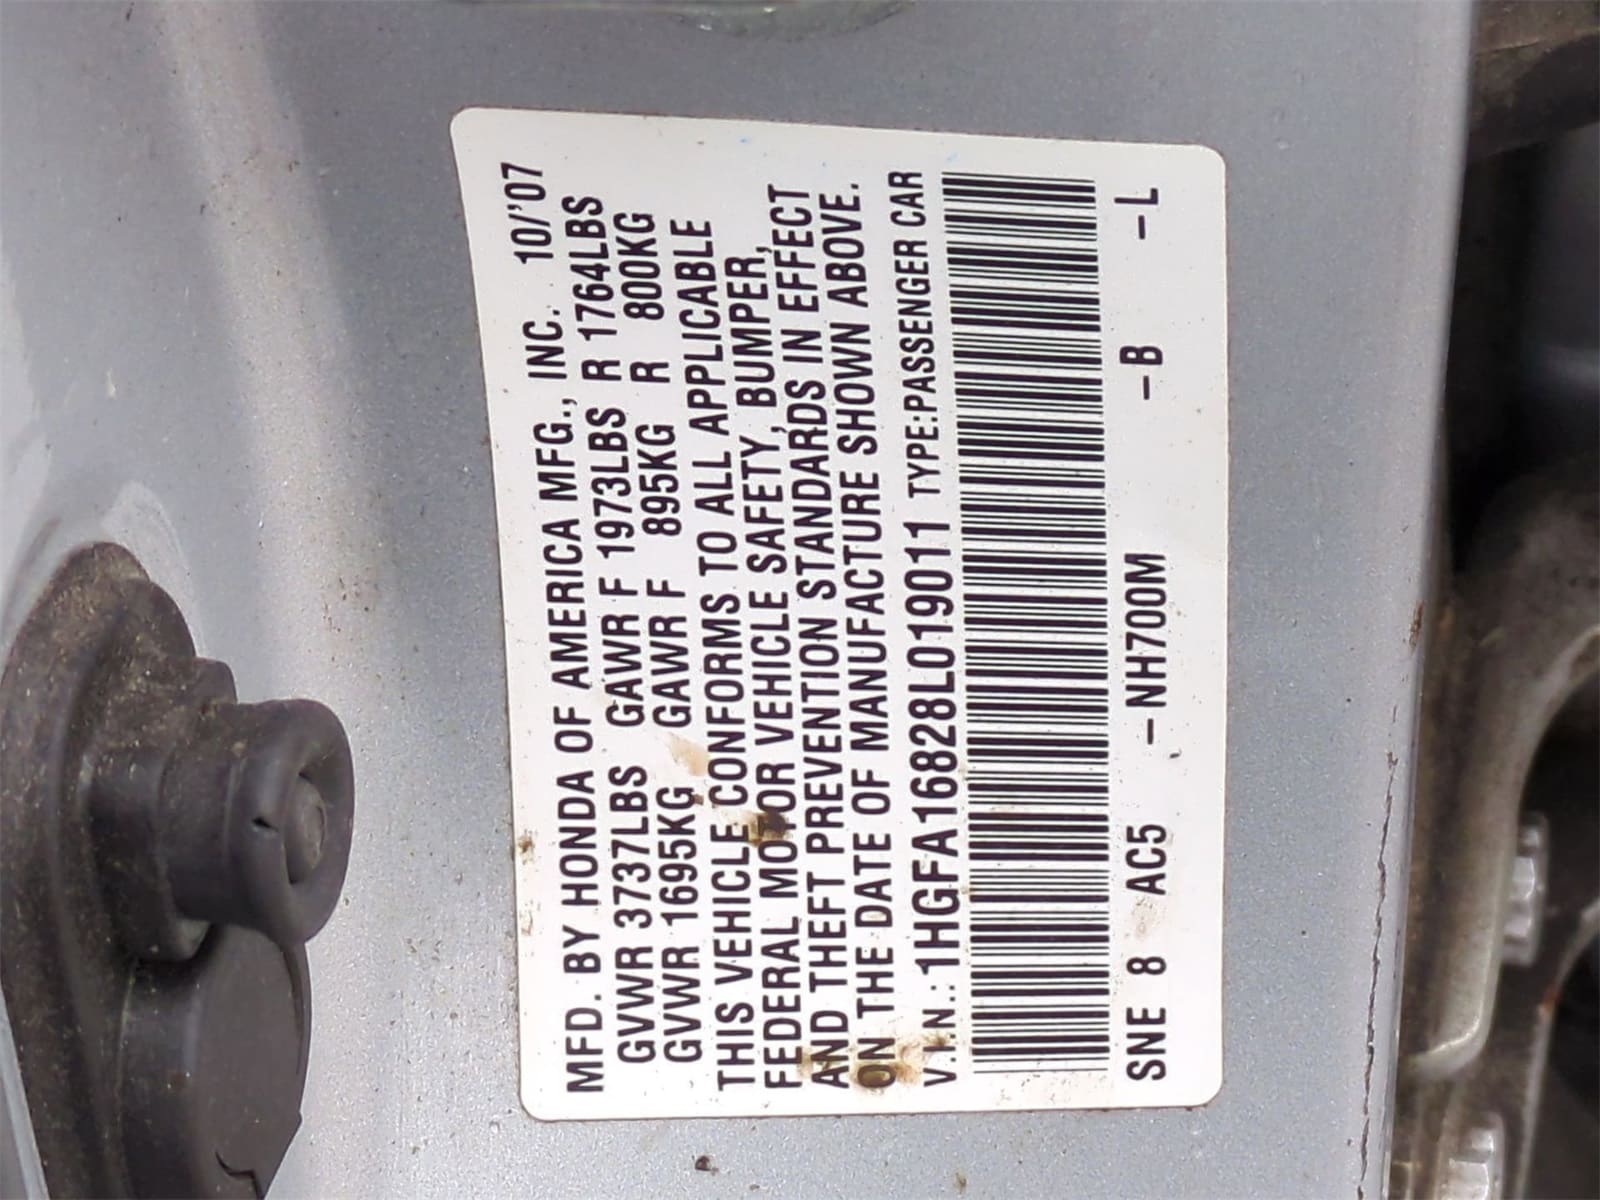 MFD. BY HONDA OF AMERICA MFG., INC. 10/'07
GVWR 3737LBS GAWR F 1973LBS R 1764LBS
GVWR 1695KG GAWR F 895KG R 800KG
THIS VEHICLE CONFORMS TO ALL APPLICABLE
FEDERAL MOTOR VEHICLE SAFETY, BUMPER,
AND THEFT PREVENTION STANDARDS IN EFFECT
ON THE DATE OF MANUFACTURE SHOWN ABOVE.
V.I.N.: 1HGFA16828L019011 TYPE:PASSENGER CAR
SNE 8 AC5 -NH700M -B -L